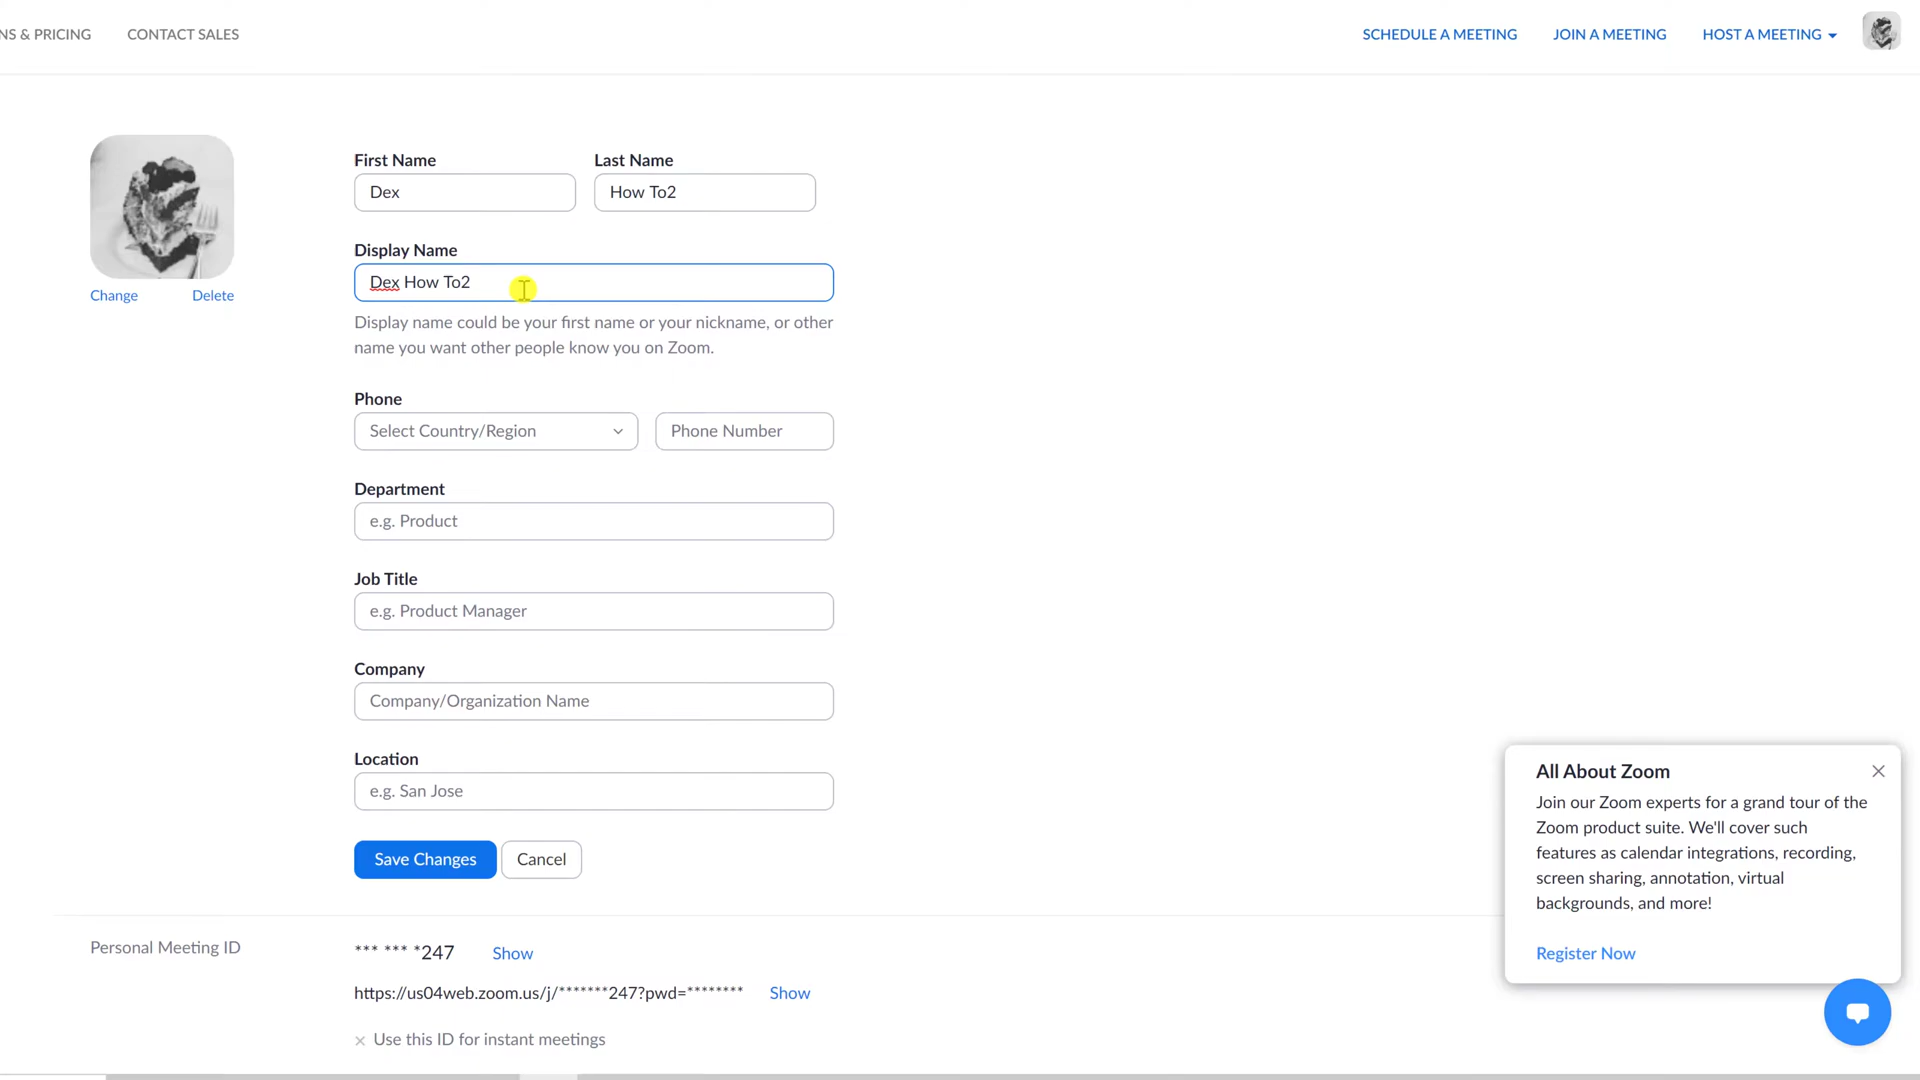 NS & PRICING
CONTACT SALES
SCHEDULE A MEETING
JOIN A MEETING
HOST A MEETING
First Name
Last Name
Dex
How To2
Display Name
Dex How To2
Change
Delete
Display name could be your first name or your nickname, or other
name you want other people know you on Zoom.
Phone
Select Country/Region
Phone Number
Department
e.g. Product
Job Title
e.g. Product Manager
Company
Company/Organization Name
Location
e.g. San Jose
Save Changes
Cancel
Personal Meeting ID
*** *** *247
Show
https://us04web.zoom.us/j/*******247?pwd=********
Show
Use this ID for instant meetings
All About Zoom
Join our Zoom experts for a grand tour of the
Zoom product suite. We'll cover such
features as calendar integrations, recording,
screen sharing, annotation, virtual
backgrounds, and more!
Register Now